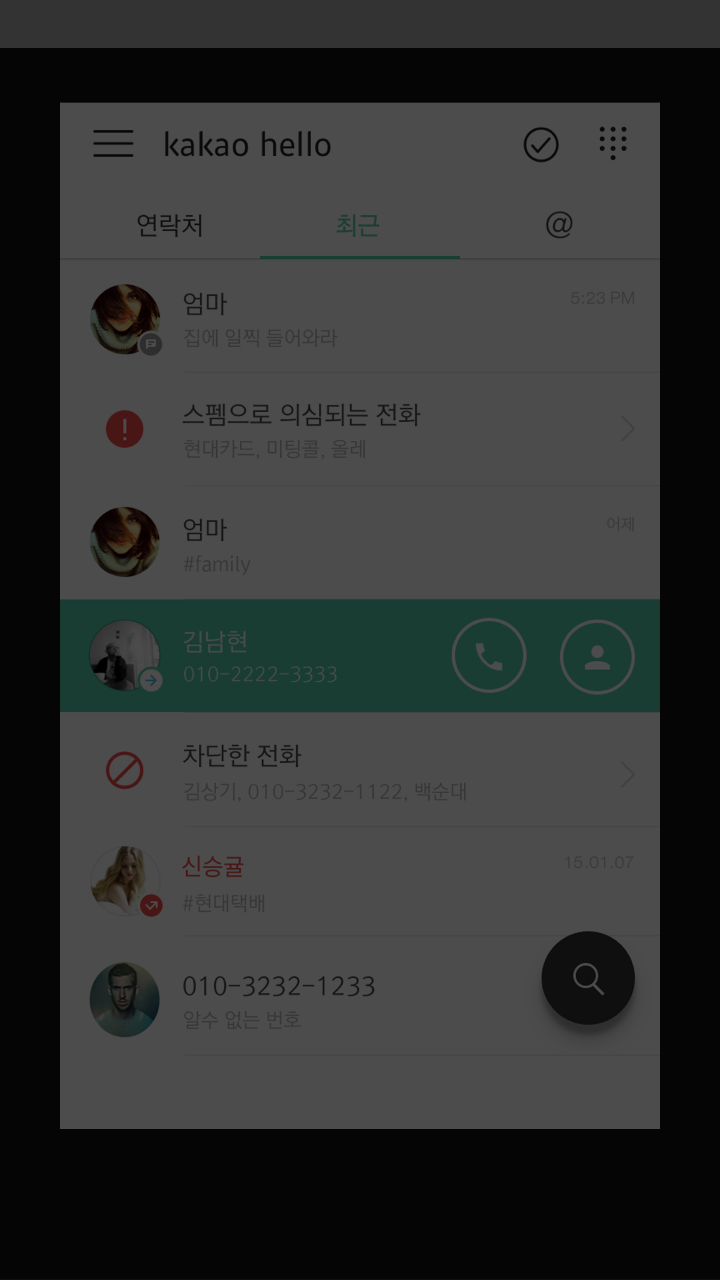 kakao hello
연락처 최근 @
엄마 5:23 PM
집에 일찍 들어와라
스펨으로 의심되는 전화
현대카드, 미팅콜, 올레
엄마 어제
#family
김남현
010-2222-3333
차단한 전화
김상기, 010-3232-1122, 백순대
신승귤 15.01.07
#현대택배
010-3232-1233
알수 없는 번호